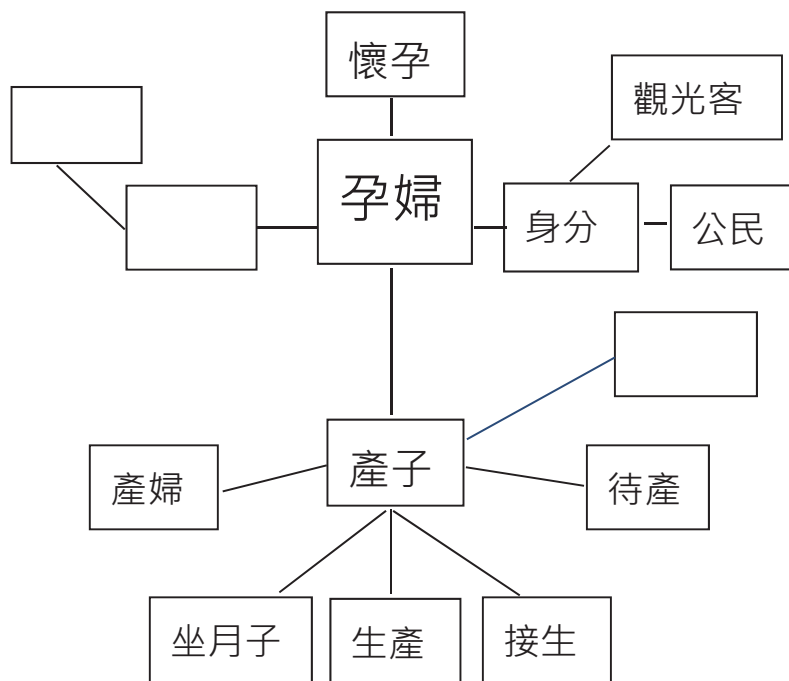 懷孕
觀光客
孕婦
身分
公民
產子
產婦
待產
坐月子
生產
接生